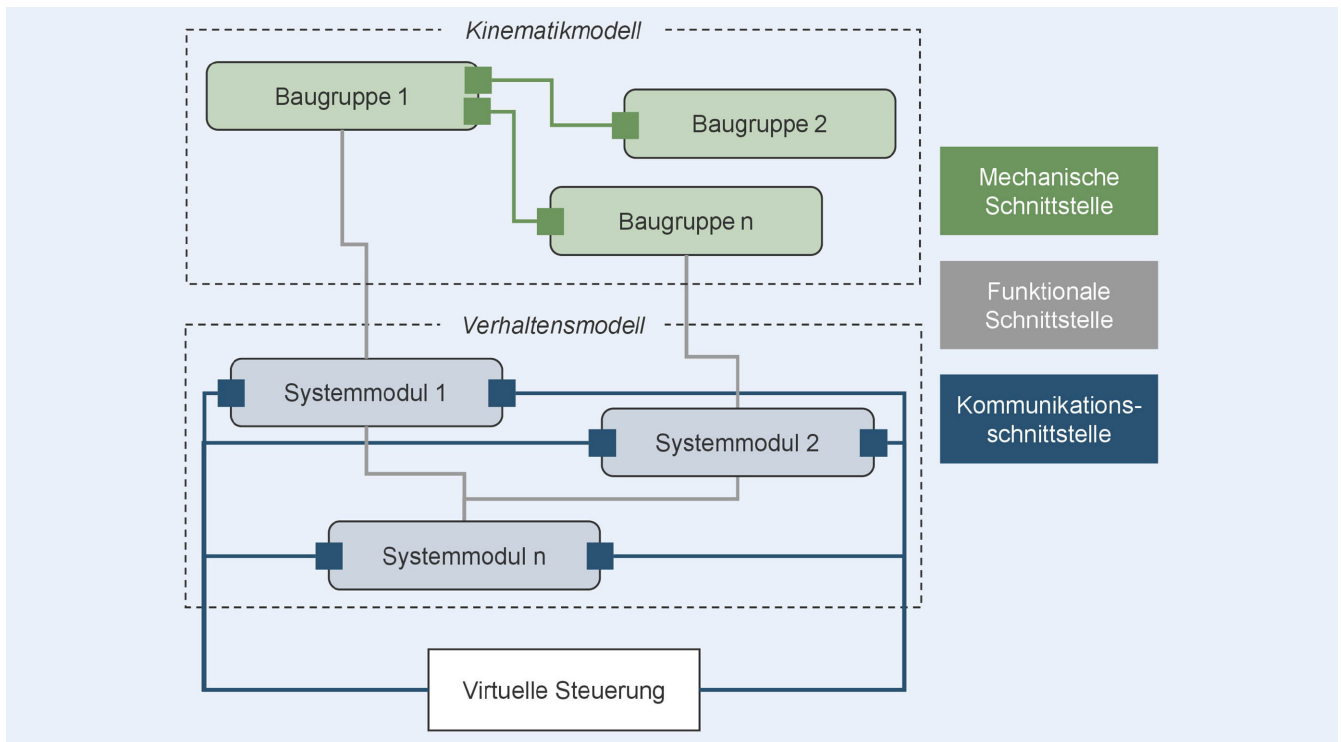 Kinematikmodell
Baugruppe 1
Baugruppe 2
Baugruppe n
Mechanische
Schnittstelle
Funktionale
Schnittstelle
Kommunikations-
schnittstelle
Verhaltensmodell
Systemmodul 1
Systemmodul 2
Systemmodul n
Virtuelle Steuerung